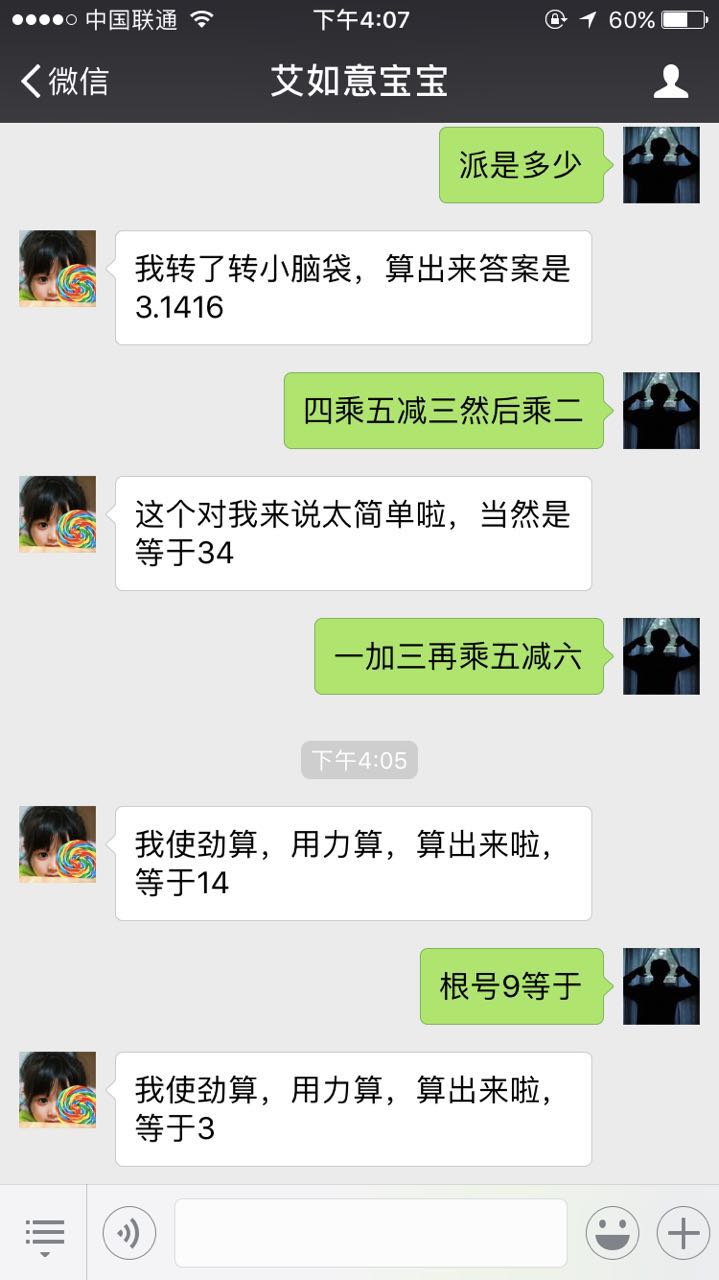 中国联通 下午4:07 60%
微信 艾如意宝宝
派是多少
我转了转小脑袋，算出来答案是
3.1416
四乘五减三然后乘二
这个对我来说太简单啦，当然是
等于34
一加三再乘五减六
下午4:05
我使劲算，用力算，算出来啦，
等于14
根号9等于
我使劲算，用力算，算出来啦，
等于3